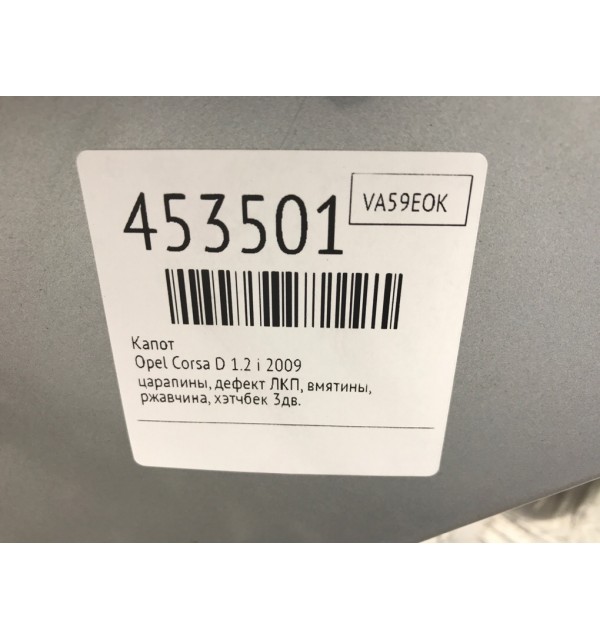 453501
VA59EOK
Капот
Opel Corsa D 1.2 i 2009
царапины, дефект ЛКП, вмятины,
ржавчина, хэтчбек 3дв.